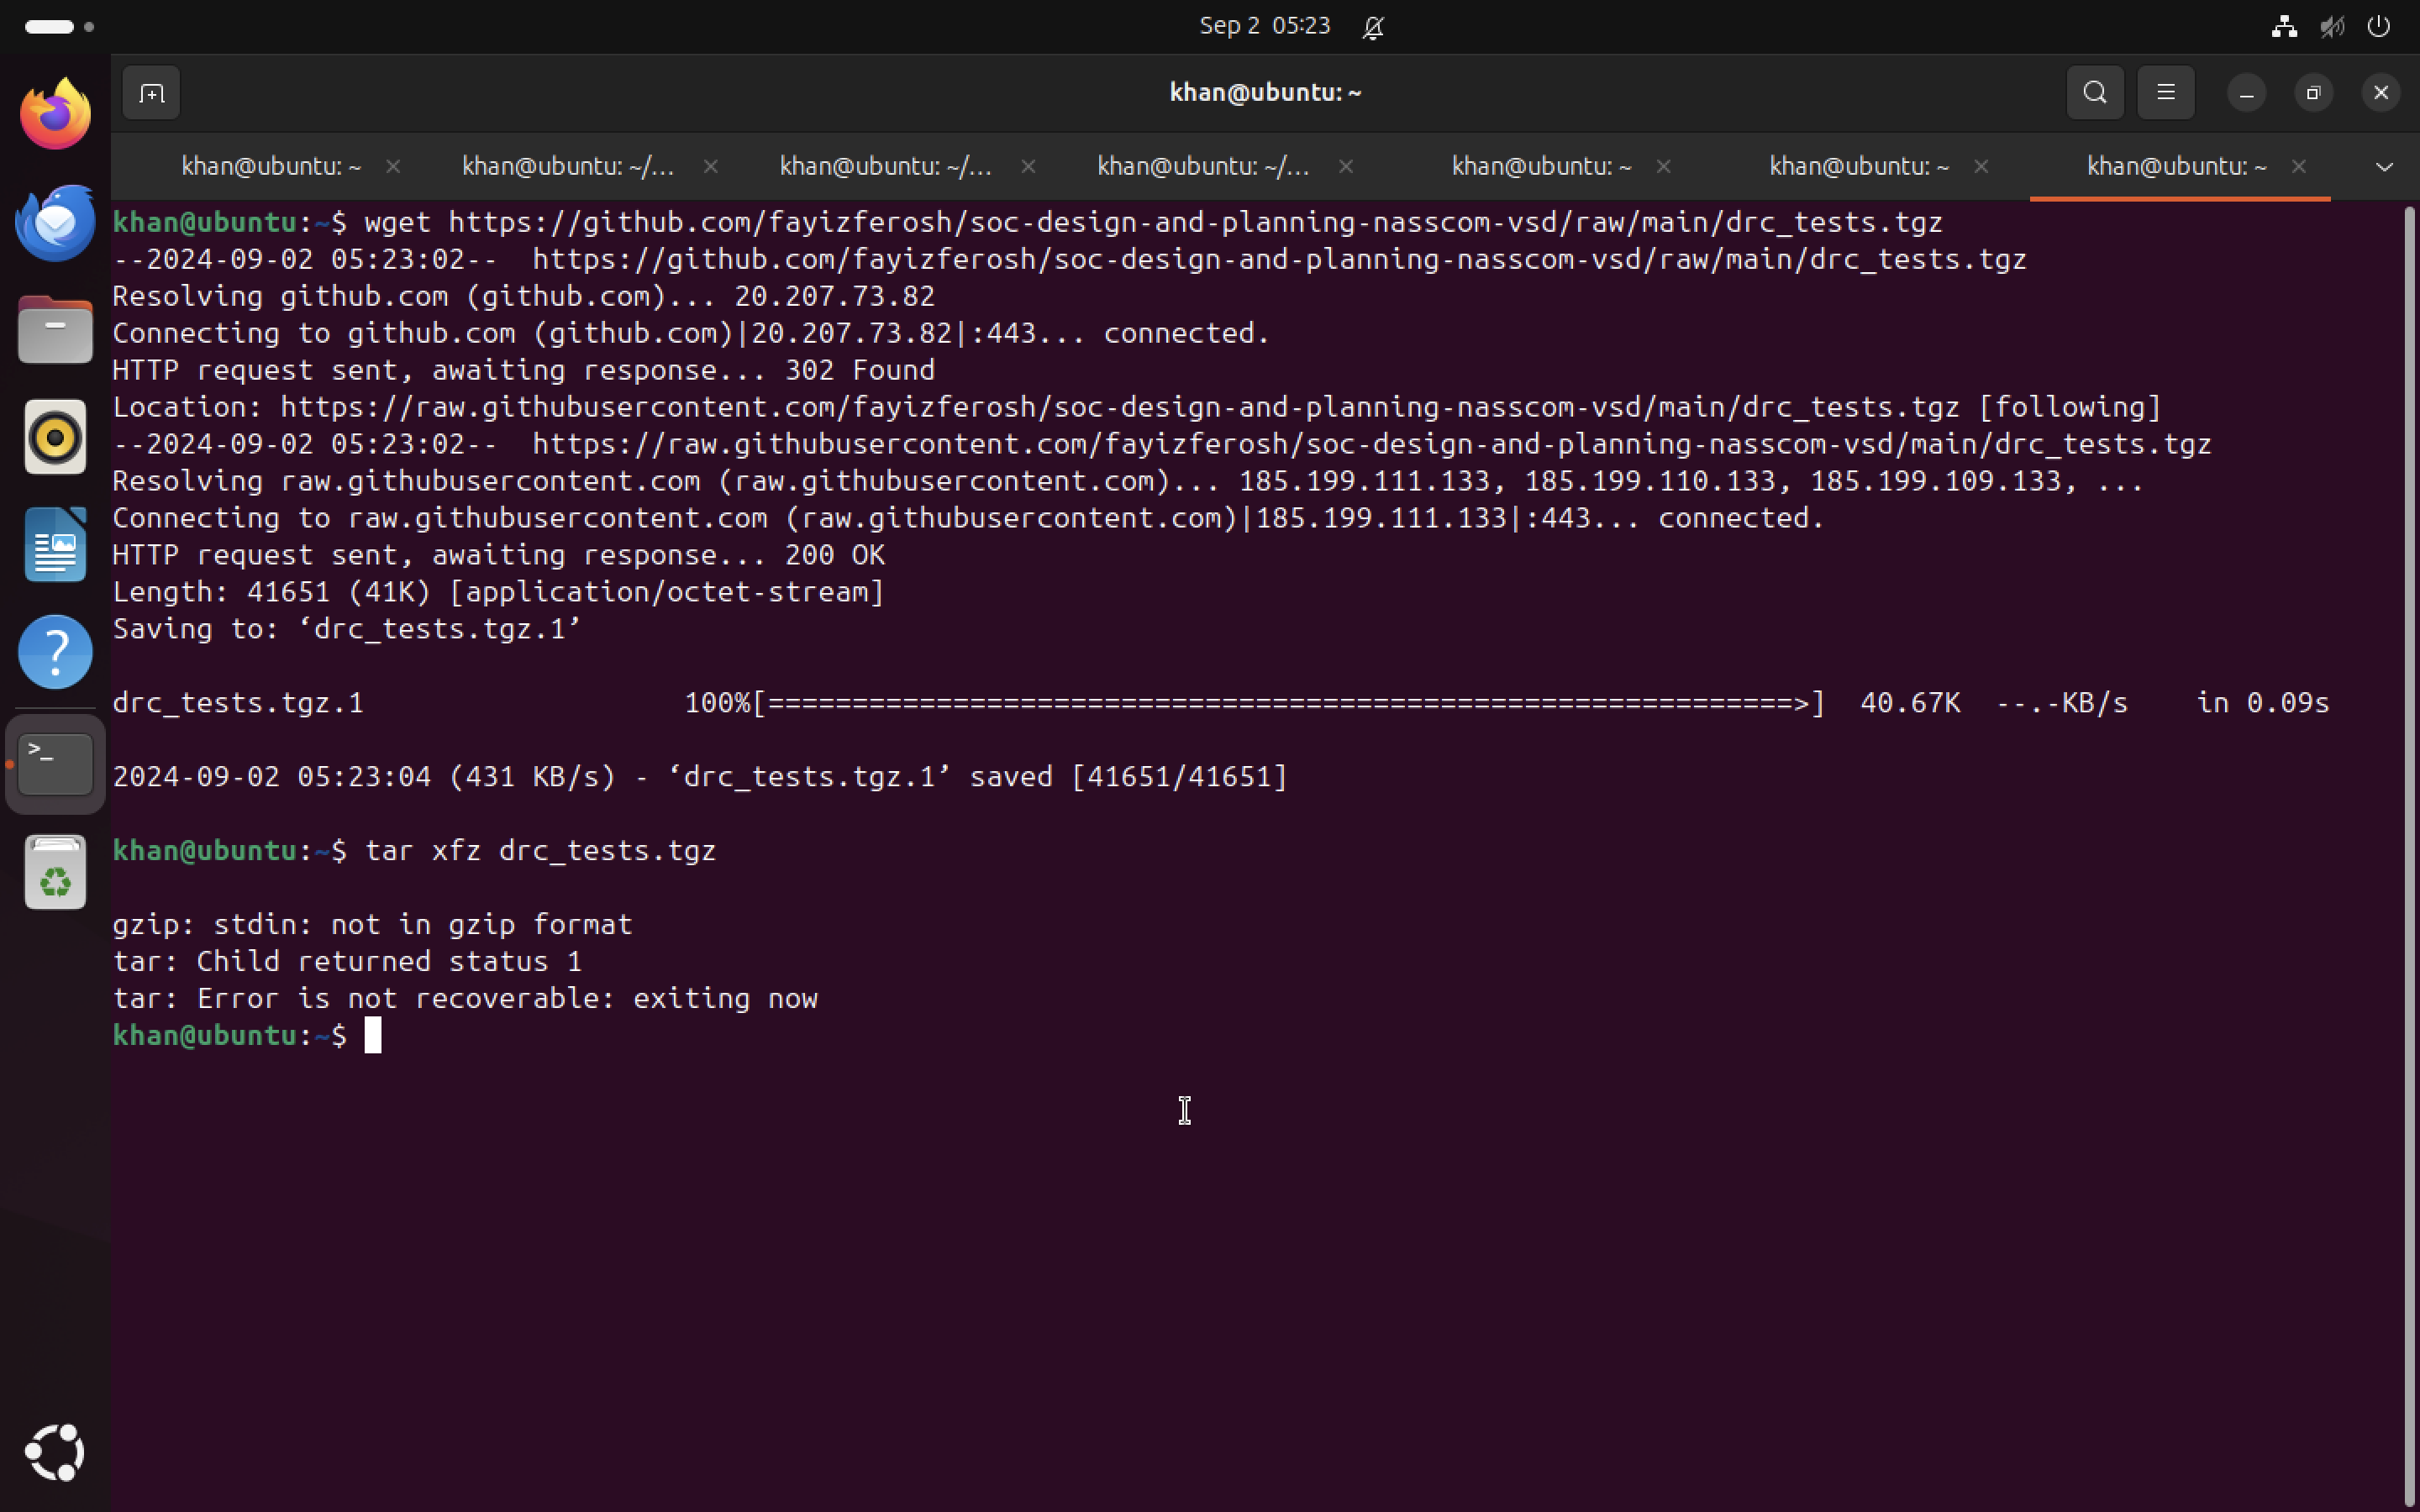 Sep 2 05:23
khan@ubuntu: ~
khan@ubuntu: ~ khan@ubuntu: ~/... khan@ubuntu: ~/... khan@ubuntu: ~/... khan@ubuntu: ~ khan@ubuntu: ~ khan@ubuntu: ~
khan@ubuntu:~$ wget https://github.com/fayizferosh/soc-design-and-planning-nasscom-vsd/raw/main/drc_tests.tgz
--2024-09-02 05:23:02--  https://github.com/fayizferosh/soc-design-and-planning-nasscom-vsd/raw/main/drc_tests.tgz
Resolving github.com (github.com)... 20.207.73.82
Connecting to github.com (github.com)|20.207.73.82|:443... connected.
HTTP request sent, awaiting response... 302 Found
Location: https://raw.githubusercontent.com/fayizferosh/soc-design-and-planning-nasscom-vsd/main/drc_tests.tgz [following]
--2024-09-02 05:23:02--  https://raw.githubusercontent.com/fayizferosh/soc-design-and-planning-nasscom-vsd/main/drc_tests.tgz
Resolving raw.githubusercontent.com (raw.githubusercontent.com)... 185.199.111.133, 185.199.110.133, 185.199.109.133, ...
Connecting to raw.githubusercontent.com (raw.githubusercontent.com)|185.199.111.133|:443... connected.
HTTP request sent, awaiting response... 200 OK
Length: 41651 (41K) [application/octet-stream]
Saving to: ‘drc_tests.tgz.1’
drc_tests.tgz.1 100%[=============================================================>] 40.67K --.-KB/s in 0.09s
2024-09-02 05:23:04 (431 KB/s) - ‘drc_tests.tgz.1’ saved [41651/41651]
khan@ubuntu:~$ tar xfz drc_tests.tgz
gzip: stdin: not in gzip format
tar: Child returned status 1
tar: Error is not recoverable: exiting now
khan@ubuntu:~$